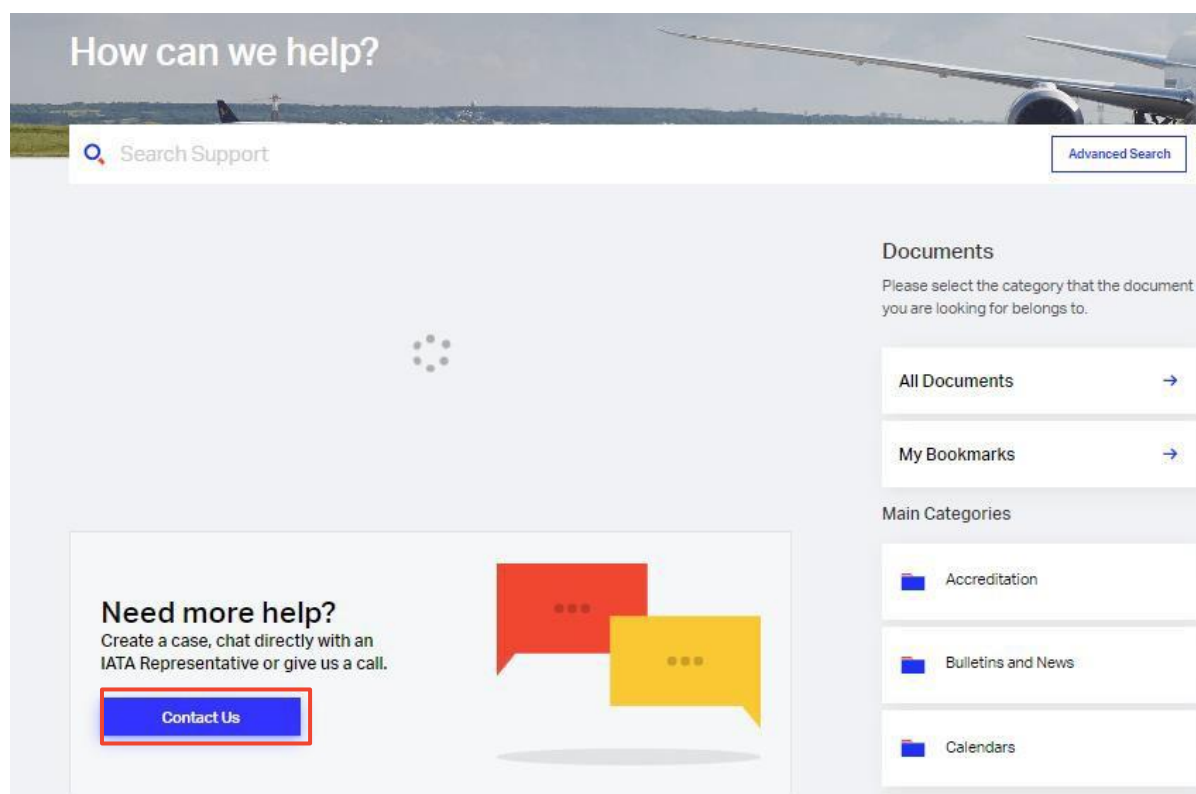 How can we help?
Search Support
Advanced Search
Documents
Please select the category that the document
you are looking for belongs to.
All Documents
My Bookmarks
Main Categories
Accreditation
Bulletins and News
Calendars
Need more help?
Create a case, chat directly with an
IATA Representative or give us a call.
Contact Us